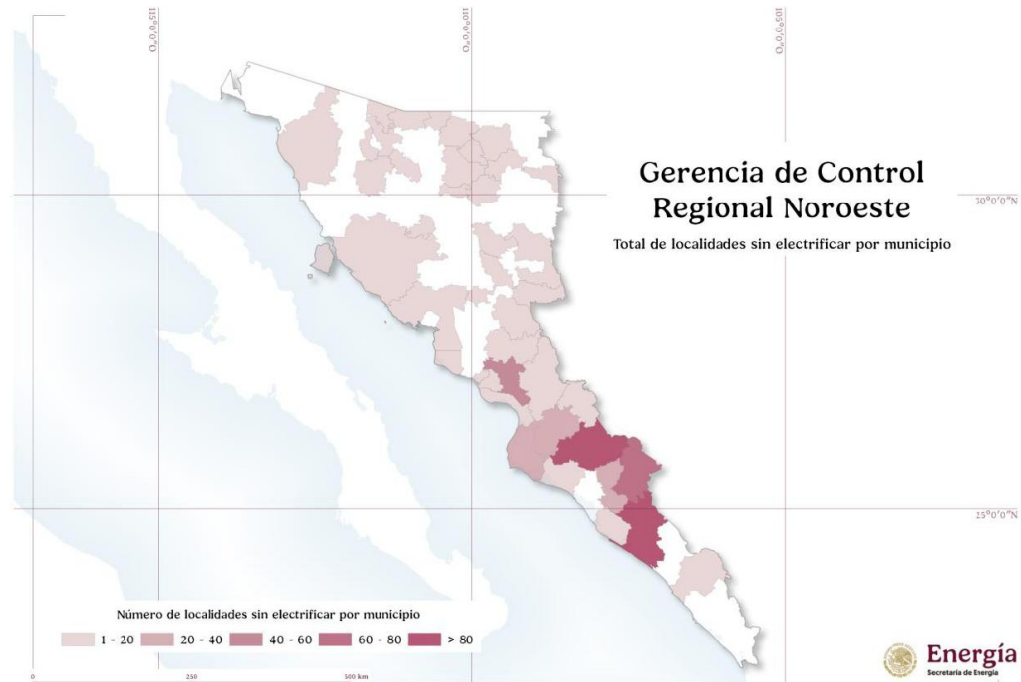 115°0'0"O
110°0'0"O
105°0'0"O
Gerencia de Control
Regional Noroeste
Total de localidades sin electrificar por municipio
30°0'0"N
25°0'0"N
Número de localidades sin electrificar por municipio
1 - 20
20 - 40
40 - 60
60 - 80
> 80
0
250
500 km
Energía
Secretaría de Energía